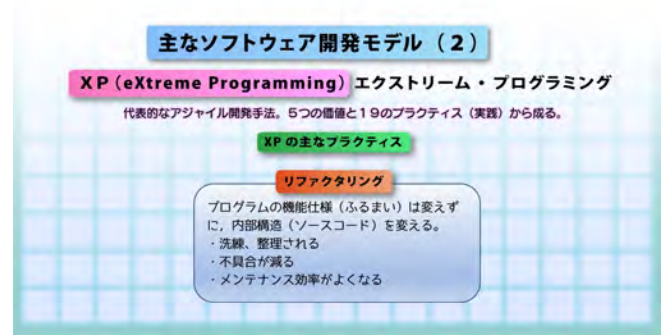 主なソフトウェア開発モデル（２）
ＸＰ（eXtreme Programming）エクストリーム・プログラミング
代表的なアジャイル開発手法。５つの価値と１９のプラクティス（実践）から成る。
XP の主なプラクティス
リファクタリング
プログラムの機能仕様（ふるまい）は変えず
に，内部構造（ソースコード）を変える。
・洗練、整理される
・不具合が減る
・メンテナンス効率がよくなる